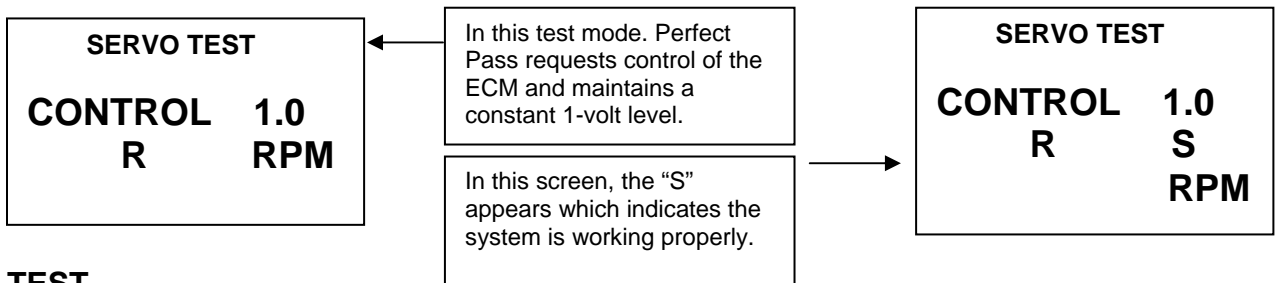 SERVO TEST
CONTROL 1.0
R RPM
In this test mode. Perfect
Pass requests control of the
ECM and maintains a
constant 1-volt level.
In this screen, the “S”
appears which indicates the
system is working properly.
SERVO TEST
CONTROL 1.0
R S
RPM
TEST